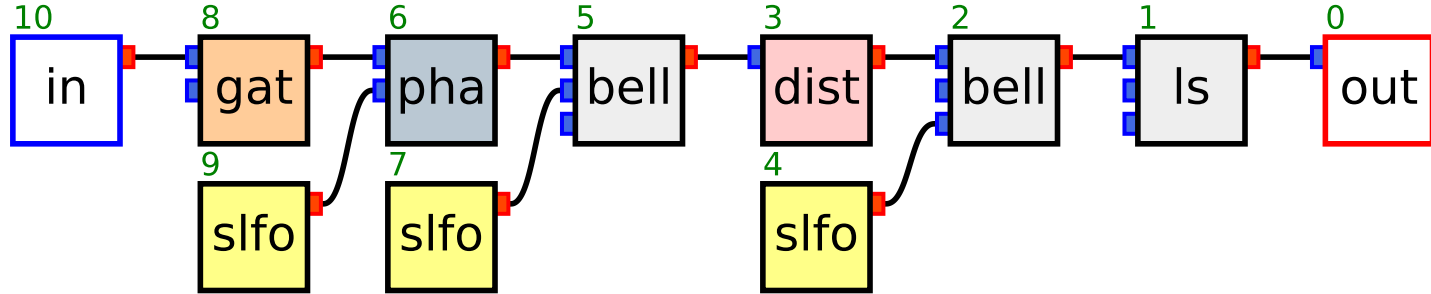 10 8 6 5 3 2 1 0
in gat pha bell dist bell ls out
9 7 4
slfo slfo slfo